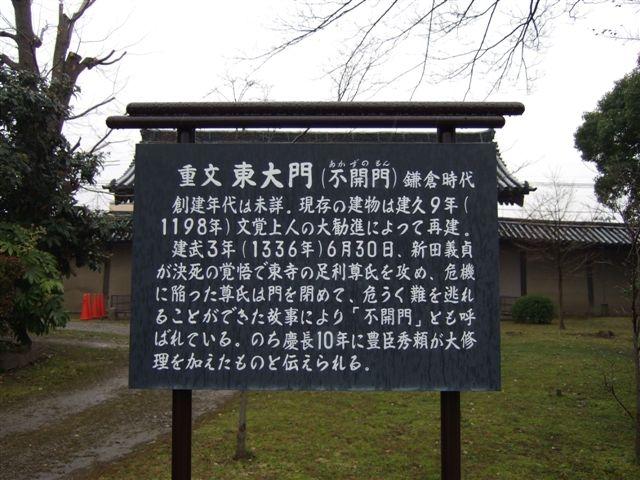 重文 東大門（不開門）鎌倉時代
あかずのもん
創建年代は未詳。現存の建物は建久9年（
1198年）文覚上人の大勧進によって再建。
建武3年（1336年）6月30日、新田義貞
が決死の覚悟で東寺の足利尊氏を攻め、危機
に陥った尊氏は門を閉めて、危うく難を逃れ
ることができた故事により「不開門」とも呼
ばれている。のち慶長10年に豊臣秀頼が大修
理を加えたものと伝えられる。